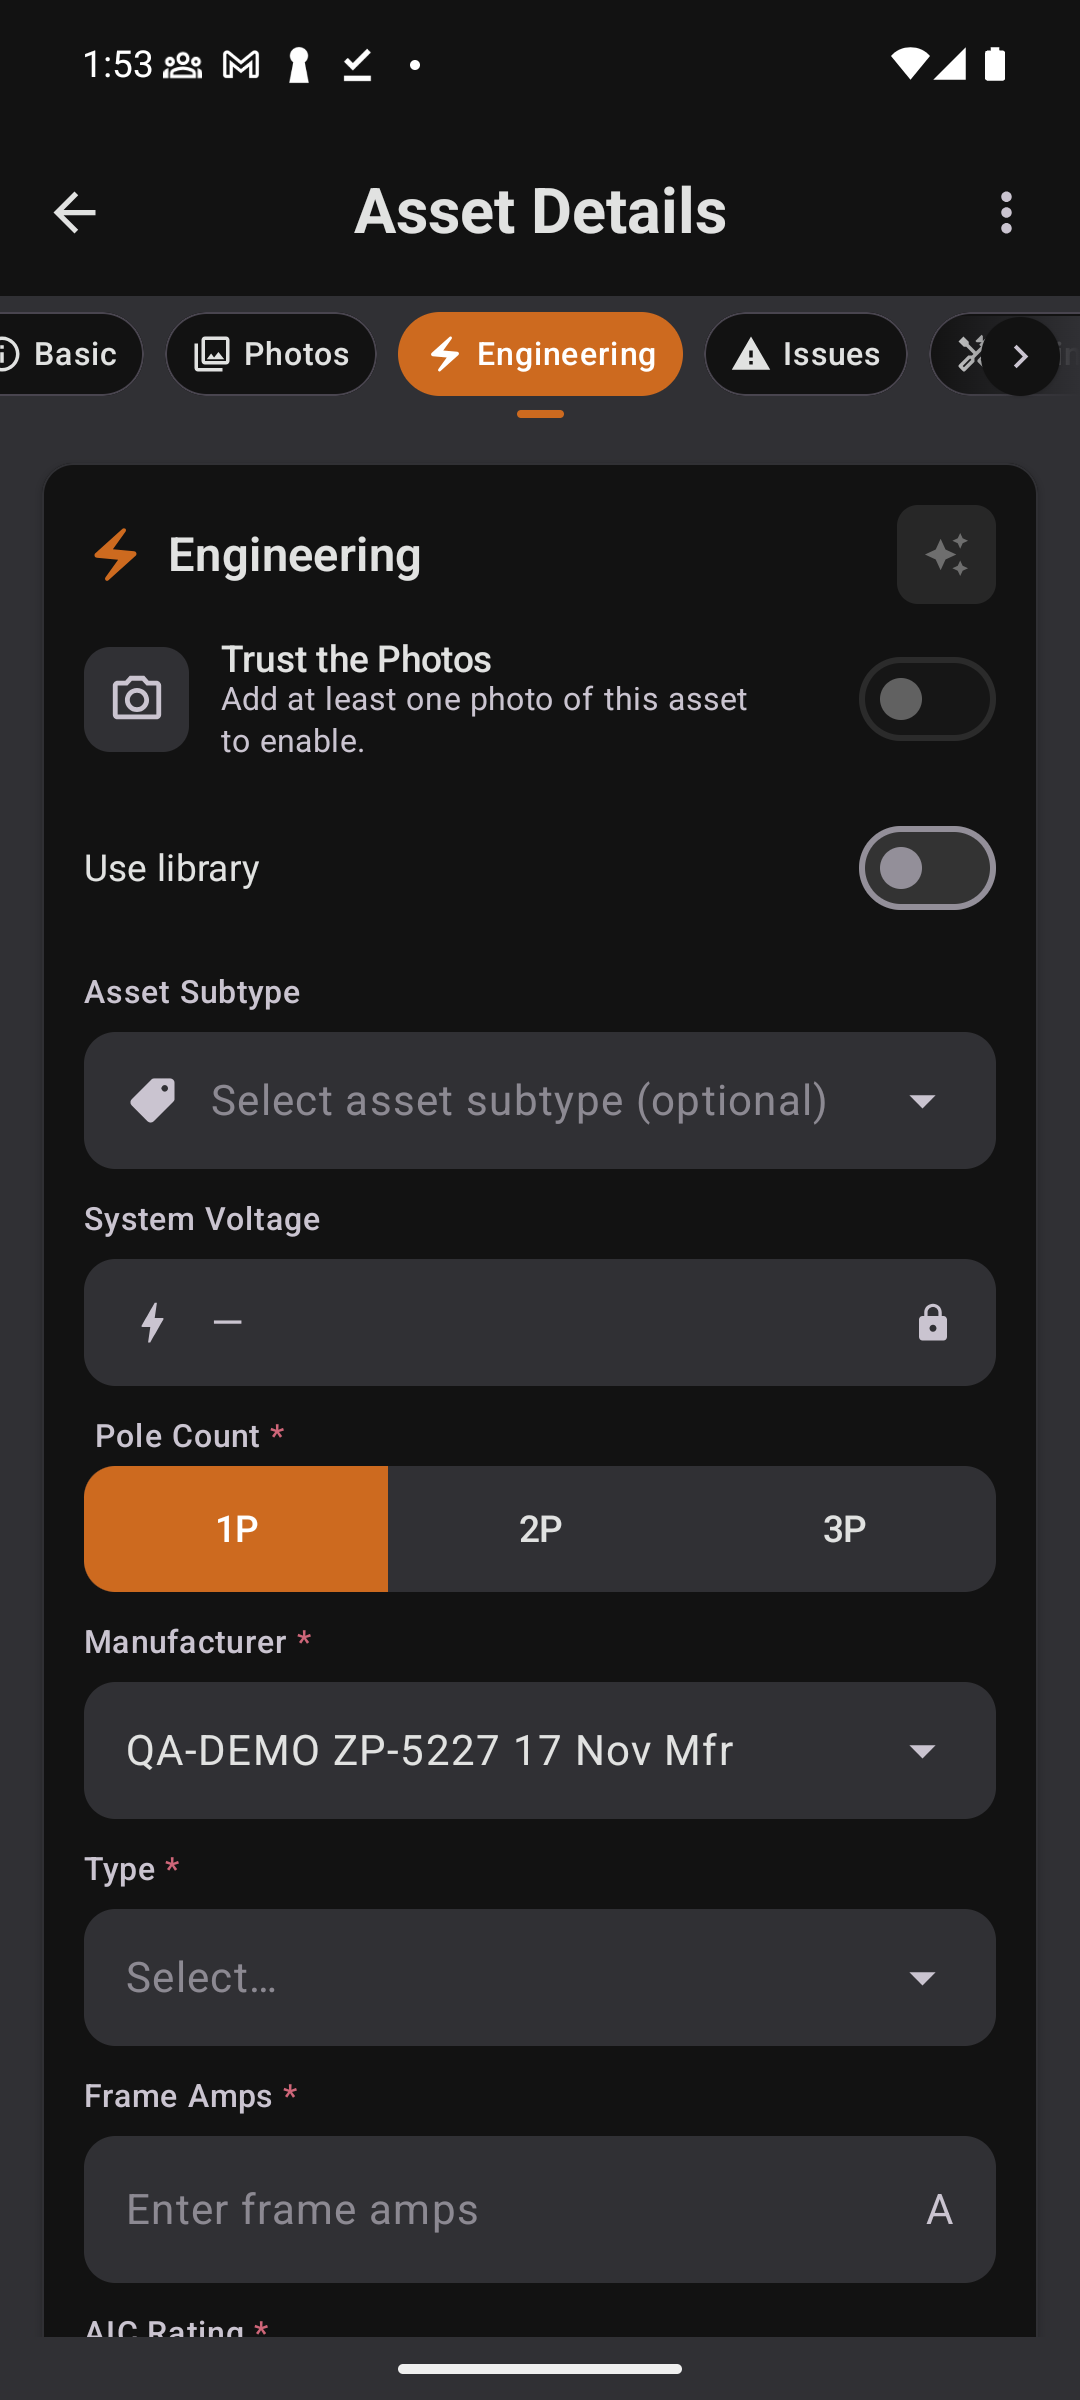 1:53
Asset Details
Basic
Photos
Engineering
Issues
Engineering
Trust the Photos
Add at least one photo of this asset
to enable.
Use library
Asset Subtype
Select asset subtype (optional)
System Voltage
—
Pole Count *
1P
2P
3P
Manufacturer *
QA-DEMO ZP-5227 17 Nov Mfr
Type *
Select...
Frame Amps *
Enter frame amps
A
AIC Rating *